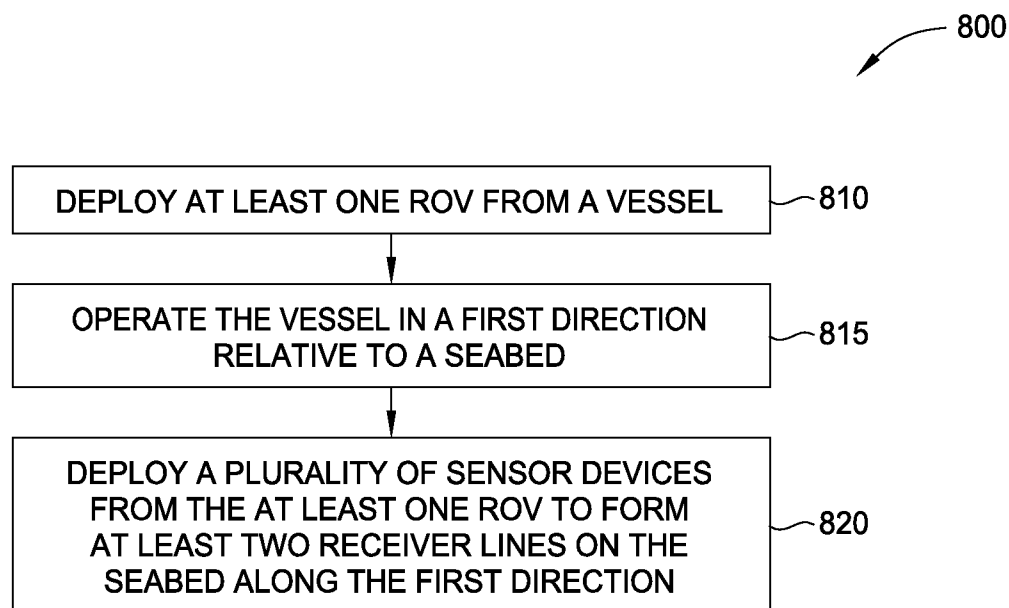 800
DEPLOY AT LEAST ONE ROV FROM A VESSEL
810
OPERATE THE VESSEL IN A FIRST DIRECTION
RELATIVE TO A SEABED
815
DEPLOY A PLURALITY OF SENSOR DEVICES
FROM THE AT LEAST ONE ROV TO FORM
AT LEAST TWO RECEIVER LINES ON THE
SEABED ALONG THE FIRST DIRECTION
820